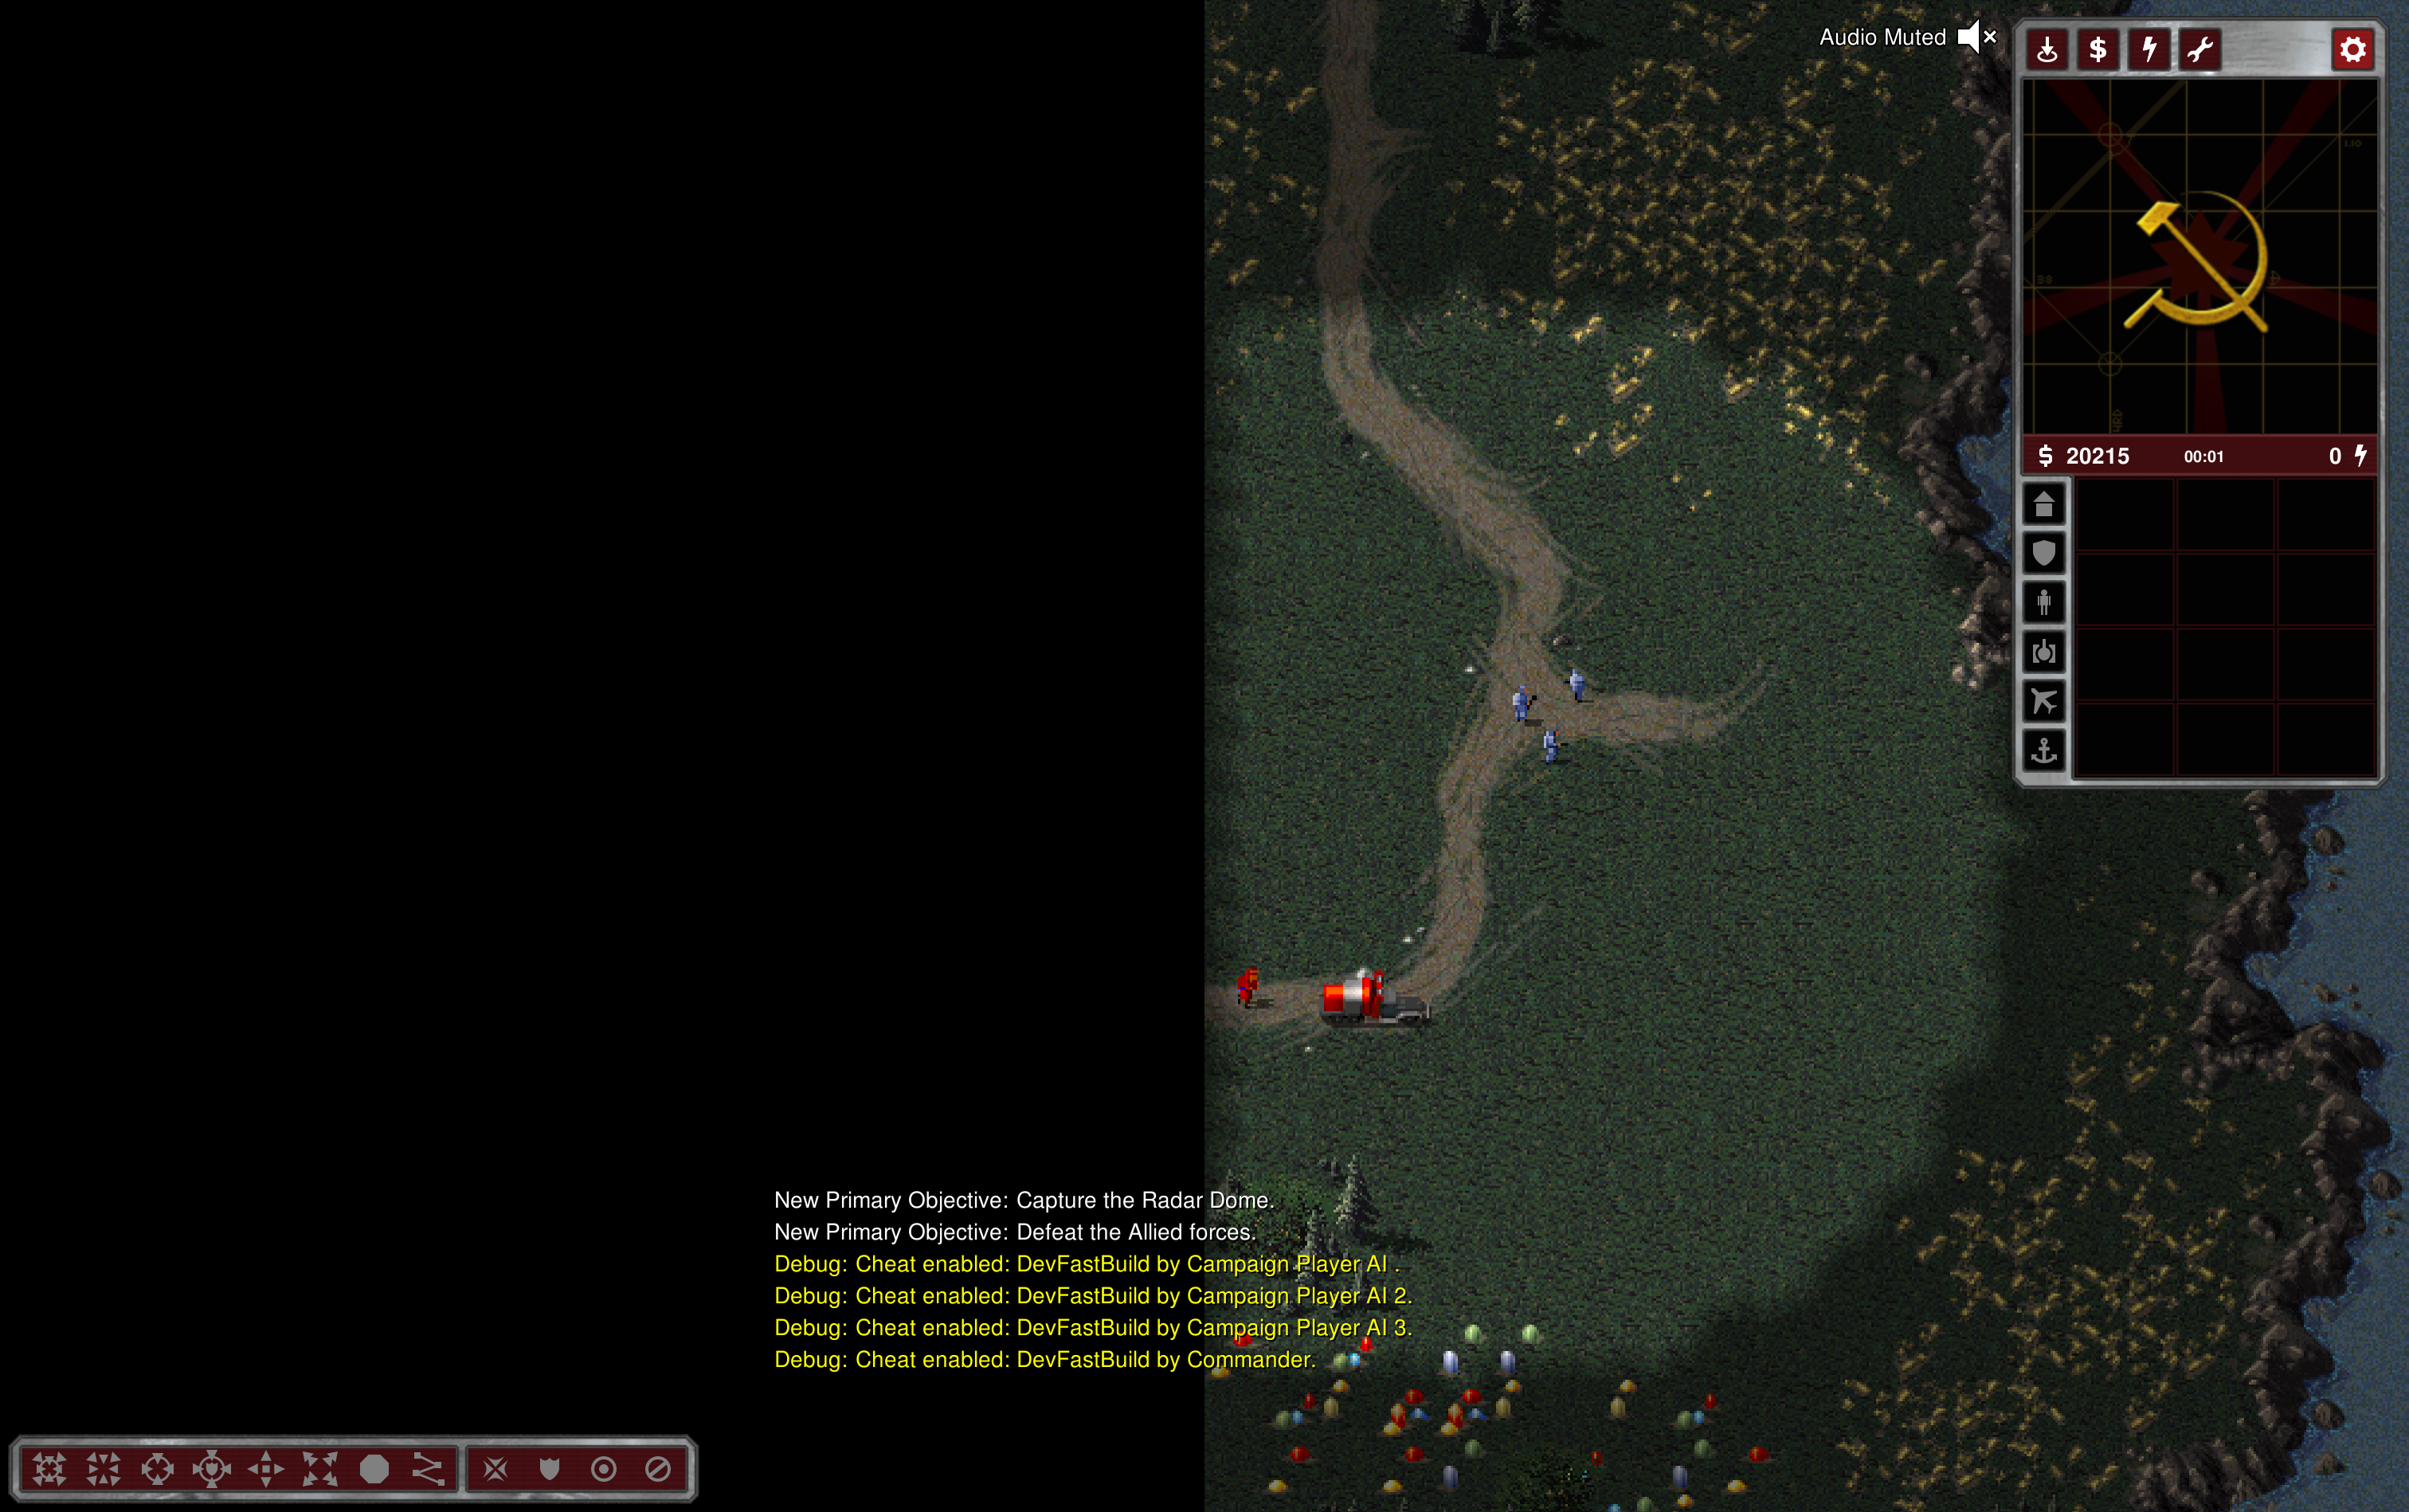 Audio Muted
$ 20215 00:01 0
New Primary Objective: Capture the Radar Dome.
New Primary Objective: Defeat the Allied forces.
Debug: Cheat enabled: DevFastBuild by Campaign Player AI .
Debug: Cheat enabled: DevFastBuild by Campaign Player AI 2.
Debug: Cheat enabled: DevFastBuild by Campaign Player AI 3.
Debug: Cheat enabled: DevFastBuild by Commander.